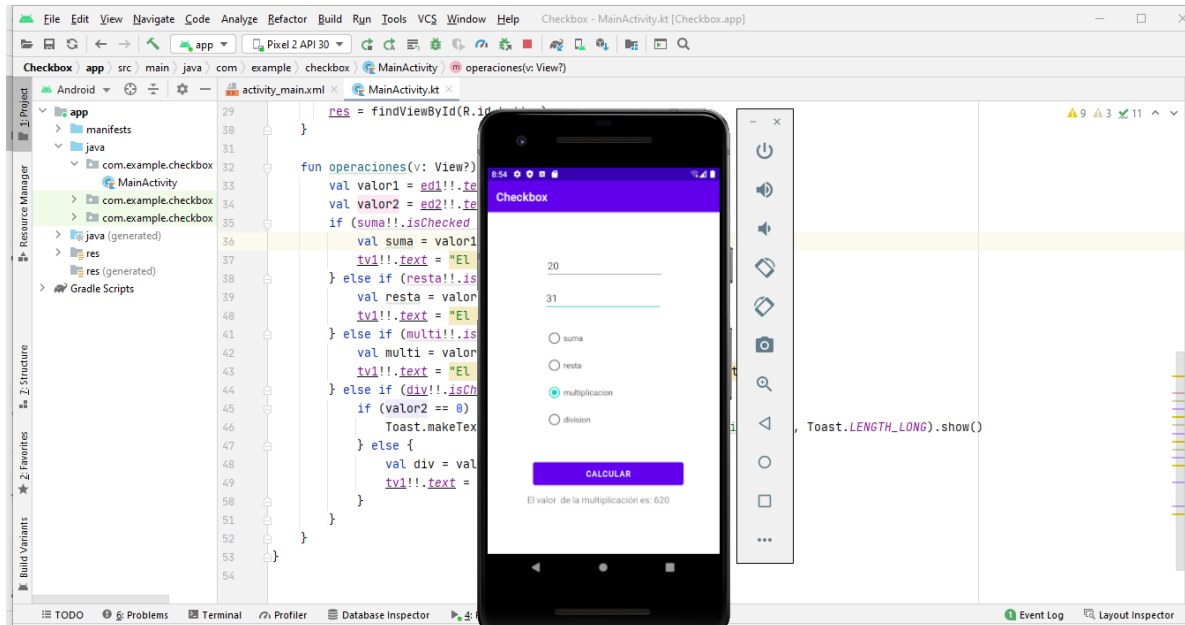 File Edit View Navigate Code Analyze Refactor Build Run Tools VCS Window Help Checkbox - MainActivity.kt [Checkbox.app]
app Pixel 2 API 30
Checkbox app src main java com example checkbox MainActivity operaciones(v: View?)
Android
activity_main.xml MainActivity.kt
1: Project
Resource Manager
Z: Structure
2: Favorites
Build Variants
app
manifests
java
com.example.checkbox
MainActivity
com.example.checkbox
com.example.checkbox
java (generated)
res
res (generated)
Gradle Scripts
9 3 11
29 res = findViewById(R.id
30 }
31
32 fun operaciones(v: View?)
33 val valor1 = ed1!!.te
34 val valor2 = ed2!!.te
35 if (suma!!.isChecked
36 val suma = valor1
37 tv1!!.text = "El
38 } else if (resta!!.is
39 val resta = valor
40 tv1!!.text = "El
41 } else if (multi!!.is
42 val multi = valor
43 tv1!!.text = "El t
44 } else if (div!!.isCh
45 if (valor2 == 0)
46 Toast.makeTex i , Toast.LENGTH_LONG).show()
47 } else {
48 val div = val
49 tv1!!.text =
50 }
51 }
52 }
53 }
54
8:54
Checkbox
20
31
suma
resta
multiplicacion
division
CALCULAR
El valor de la multiplicación es: 620
TODO 6: Problems Terminal Profiler Database Inspector 4: 1 Event Log Layout Inspector